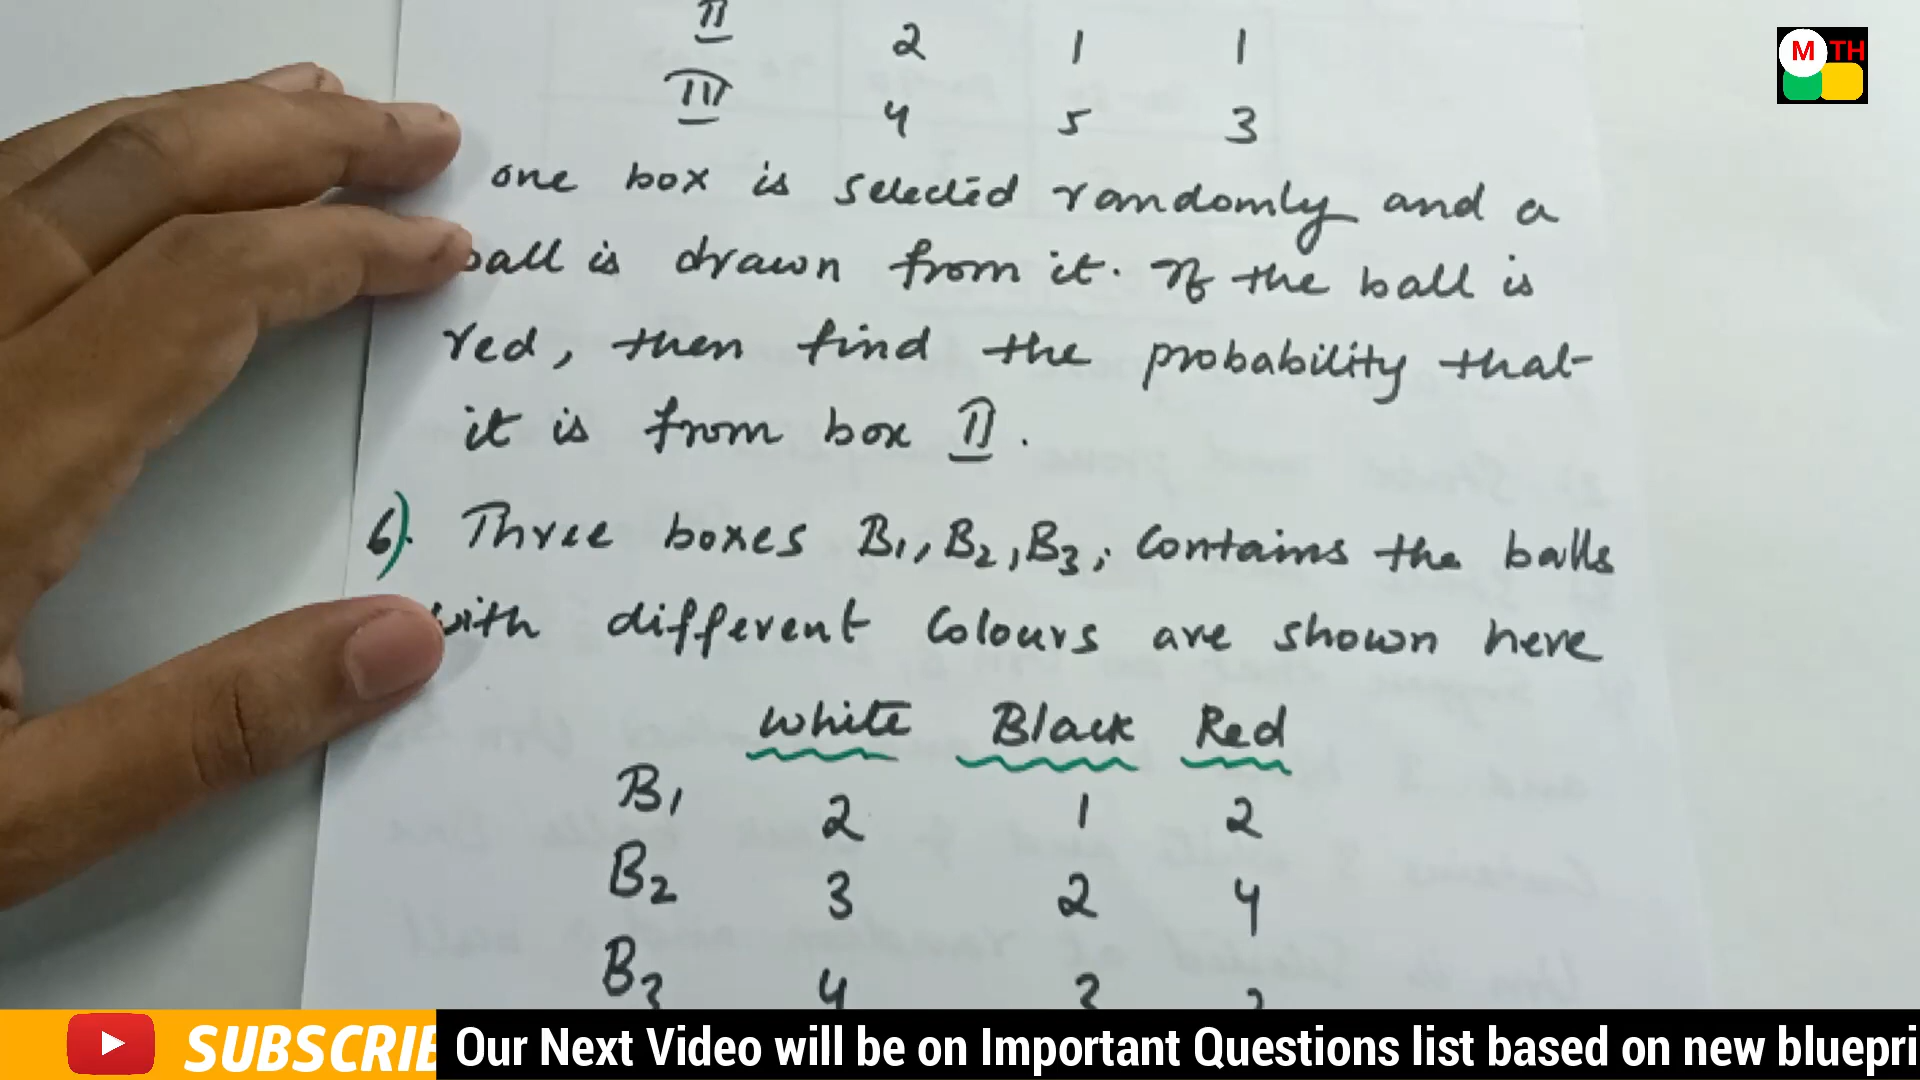 II 2 1 1
IV 4 5 3
one box is selected randomly and a
ball is drawn from it. If the ball is
red, then find the probability that
it is from box II.
6). Three boxes B1, B2, B3, Contains the balls
with different Colours are shown here
White Black Red
B1 2 1 2
B2 3 2 4
B3 4
M TH
SUBSCRIBE
Our Next Video will be on Important Questions list based on new bluepri